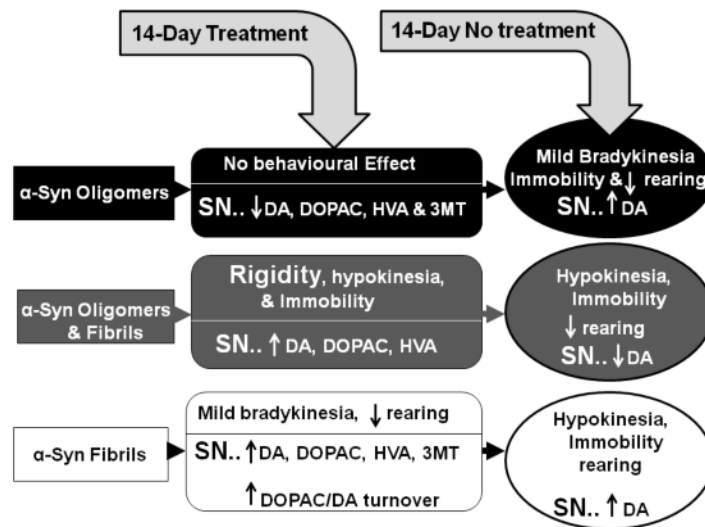 14-Day Treatment
14-Day No treatment
α-Syn Oligomers
No behavioural Effect
SN.. ↓DA, DOPAC, HVA & 3MT
Mild Bradykinesia
Immobility & ↓ rearing
SN.. ↑DA
α-Syn Oligomers
& Fibrils
Rigidity, hypokinesia,
& Immobility
SN.. ↑ DA, DOPAC, HVA
Hypokinesia,
Immobility
↓ rearing
SN.. ↓DA
α-Syn Fibrils
Mild bradykinesia, ↓ rearing
SN.. ↑DA, DOPAC, HVA, 3MT
↑DOPAC/DA turnover
Hypokinesia,
Immobility
rearing
SN.. ↑DA